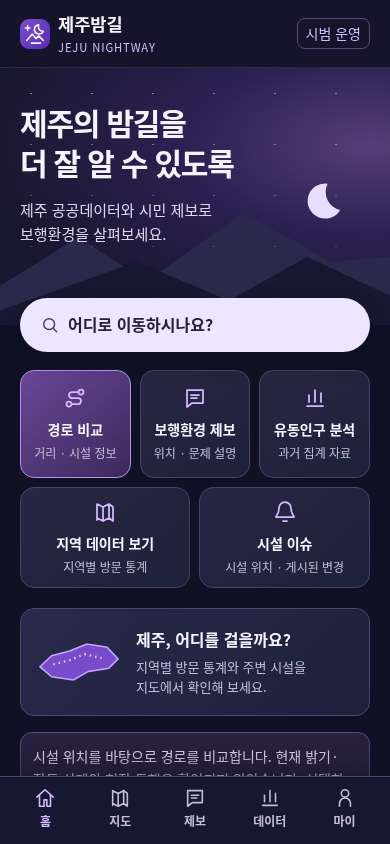 제주밤길
JEJU NIGHTWAY
시범 운영
제주의 밤길을
더 잘 알 수 있도록
제주 공공데이터와 시민 제보로
보행환경을 살펴보세요.
어디로 이동하시나요?
경로 비교
거리 · 시설 정보
보행환경 제보
위치 · 문제 설명
유동인구 분석
과거 집계 자료
지역 데이터 보기
지역별 방문 통계
시설 이슈
시설 위치 · 게시된 변경
제주, 어디를 걸을까요?
지역별 방문 통계와 주변 시설을
지도에서 확인해 보세요.
시설 위치를 바탕으로 경로를 비교합니다. 현재 밝기 ·
홈
지도
제보
데이터
마이